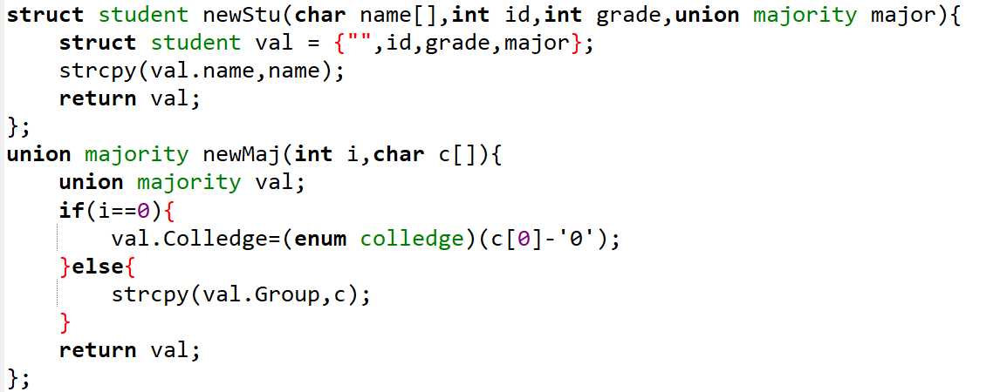 struct student newStu(char name[],int id,int grade,union majority major){
    struct student val = {"",id,grade,major};
    strcpy(val.name,name);
    return val;
};
union majority newMaj(int i,char c[]){
    union majority val;
    if(i==0){
        val.Colledge=(enum colledge)(c[0]-'0');
    }else{
        strcpy(val.Group,c);
    }
    return val;
};